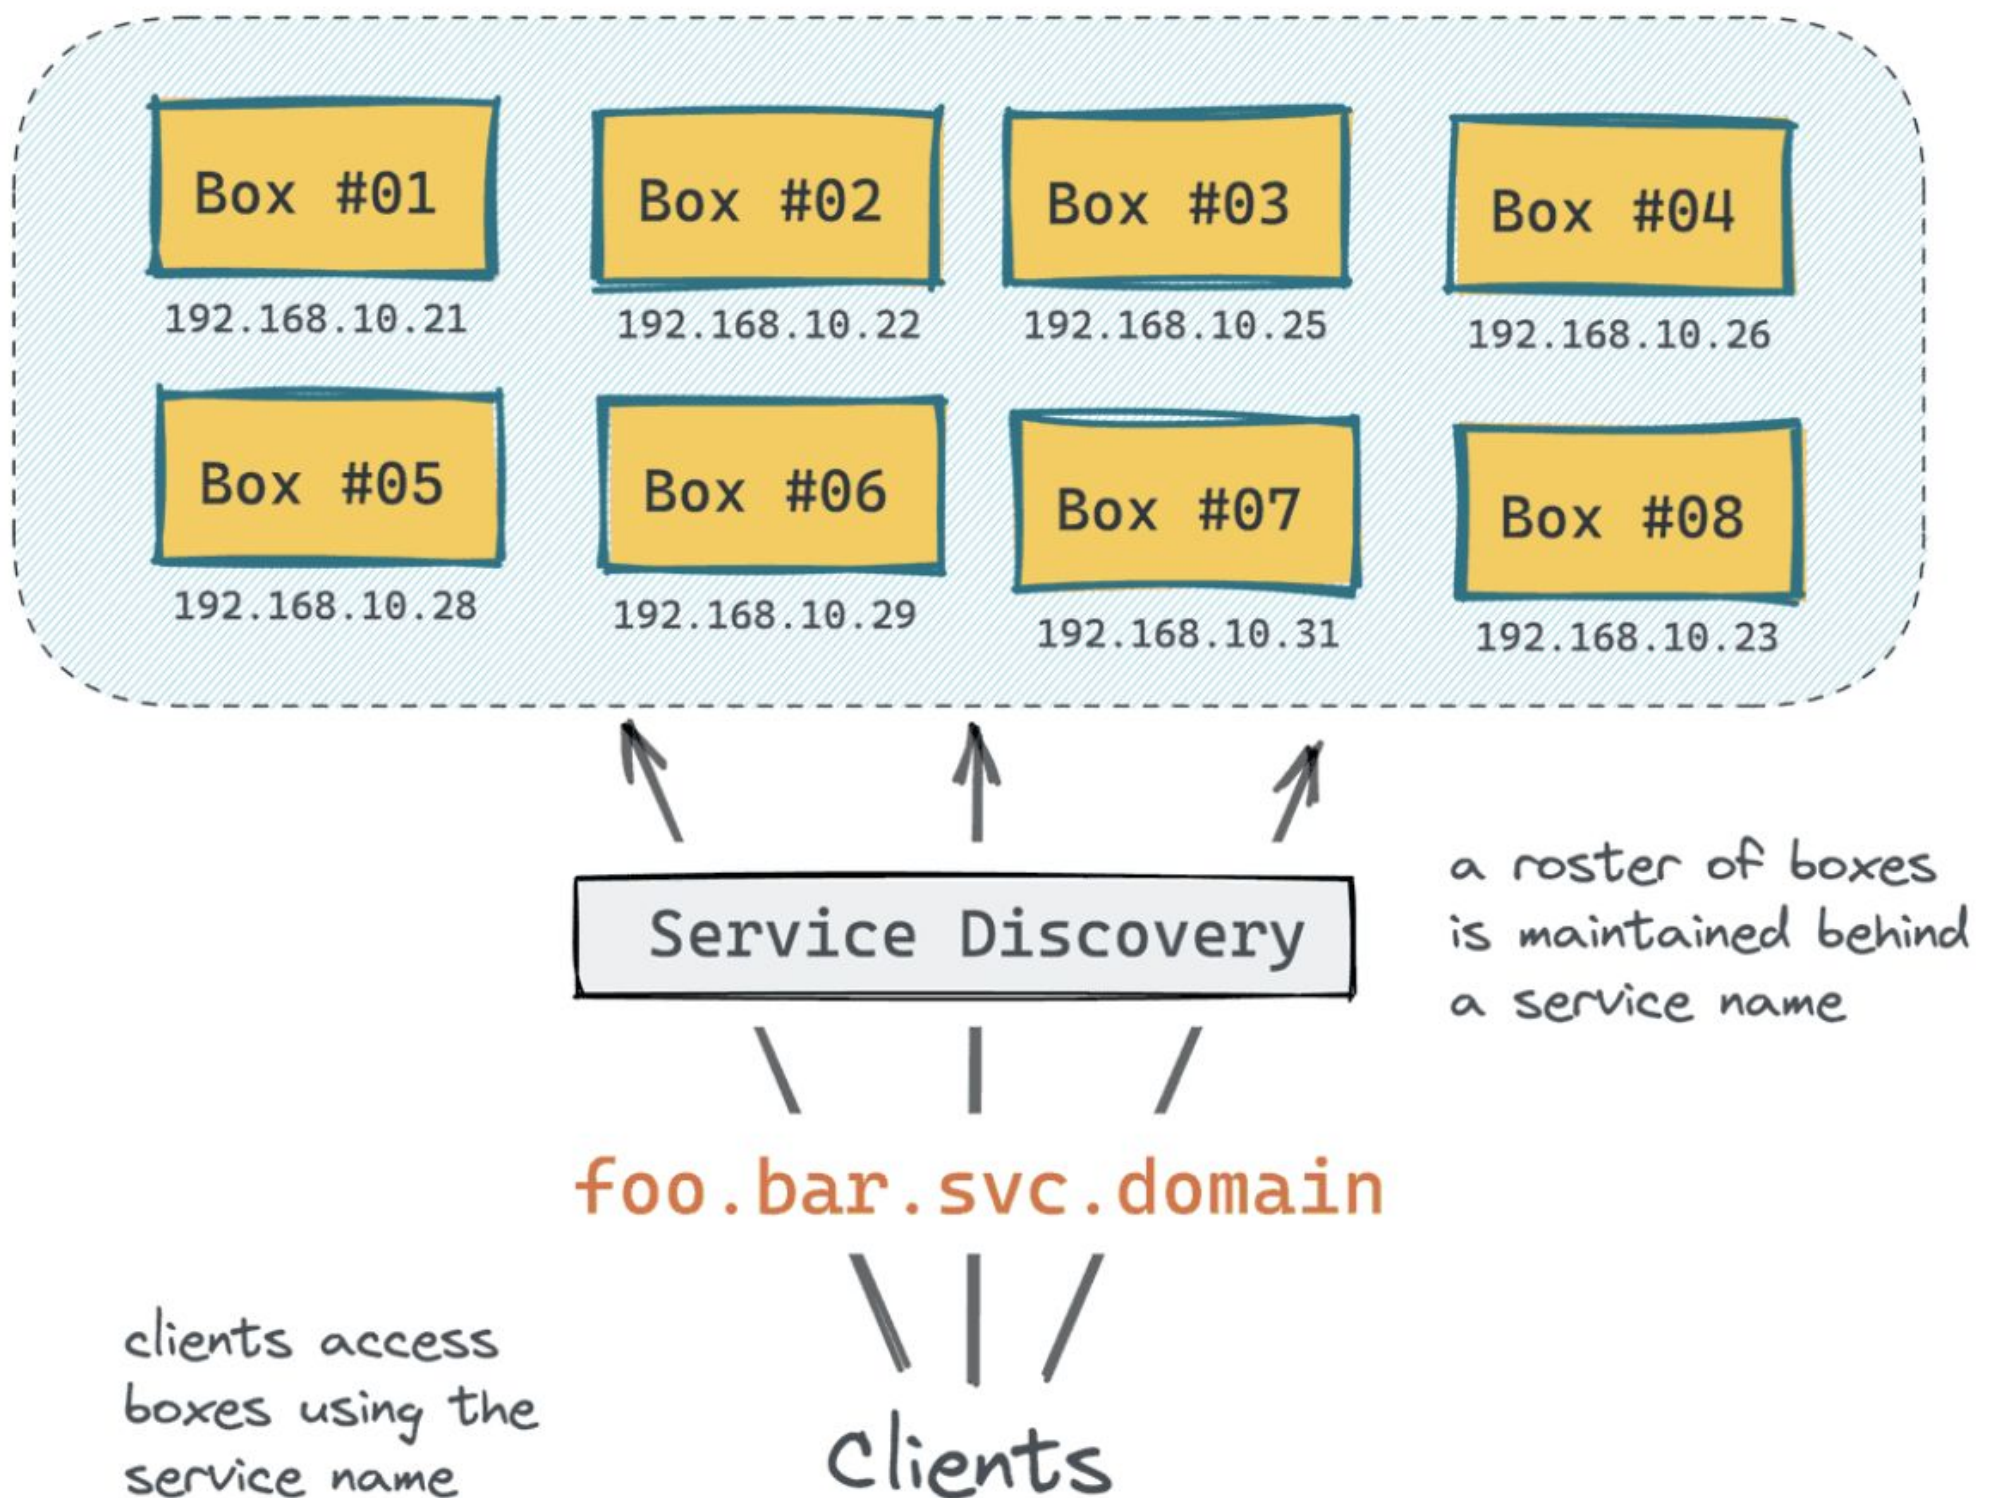 Box #01
Box #02
Box #03
Box #04
192.168.10.21
192.168.10.22
192.168.10.25
192.168.10.26
Box #05
Box #06
Box #07
Box #08
192.168.10.28
192.168.10.29
192.168.10.31
192.168.10.23
Service Discovery
a roster of boxes
is maintained behind
a service name
foo.bar.svc.domain
clients access
boxes using the
service name
Clients